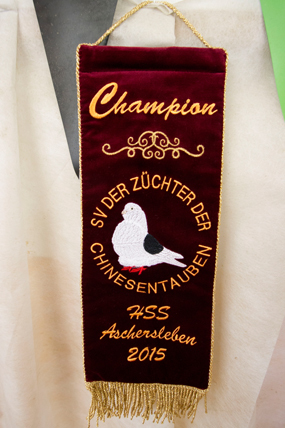 Champion
SV DER ZÜCHTER DER
CHINESENTAUBEN
HSS
Aschersleben
2015